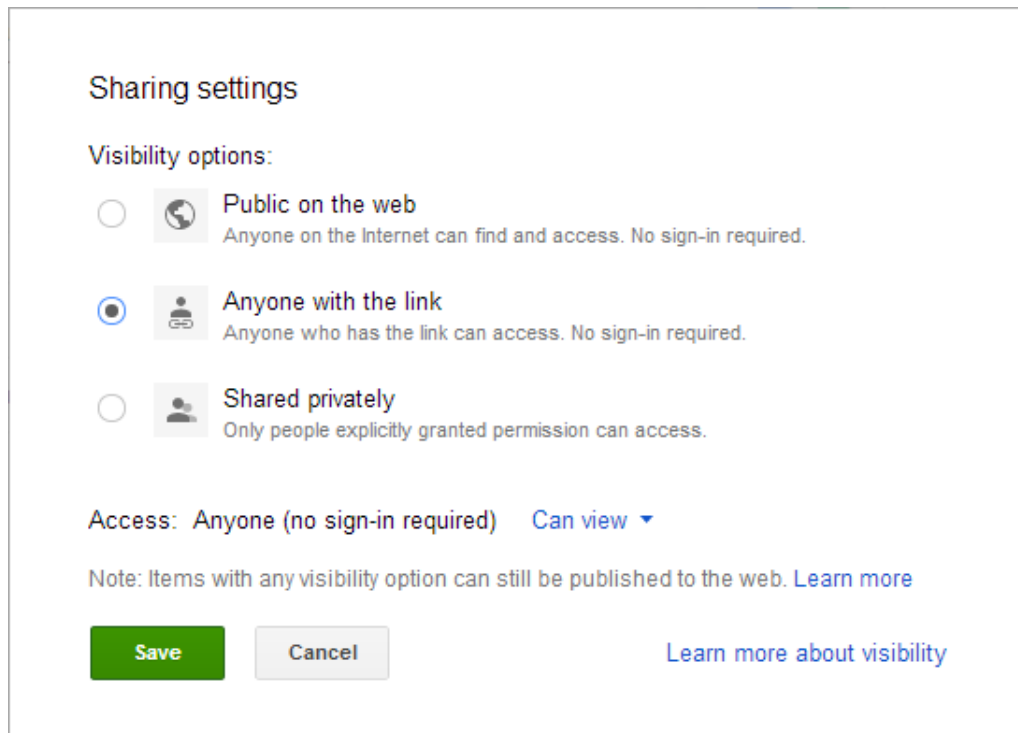 Sharing settings
Visibility options:
Public on the web
Anyone on the Internet can find and access. No sign-in required.
Anyone with the link
Anyone who has the link can access. No sign-in required.
Shared privately
Only people explicitly granted permission can access.
Access: Anyone (no sign-in required) Can view
Note: Items with any visibility option can still be published to the web. Learn more
Save Cancel Learn more about visibility